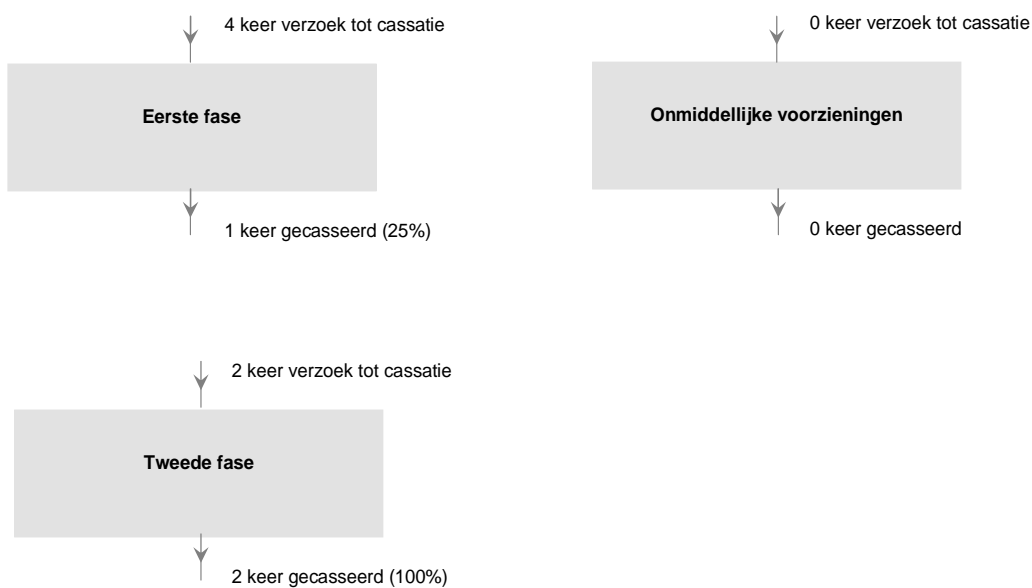 4 keer verzoek tot cassatie
Eerste fase
1 keer gecasseerd (25%)
0 keer verzoek tot cassatie
Onmiddellijke voorzieningen
0 keer gecasseerd
2 keer verzoek tot cassatie
Tweede fase
2 keer gecasseerd (100%)